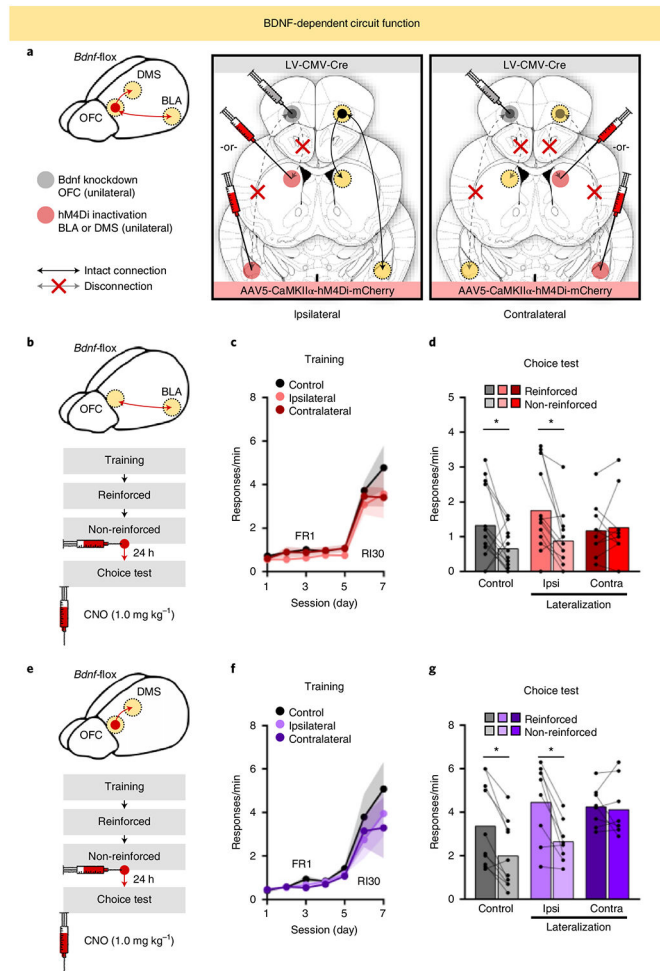 BDNF-dependent circuit function
a
Bdnf-flox
DMS
BLA
OFC
Bdnf knockdown
OFC (unilateral)
hM4Di inactivation
BLA or DMS (unilateral)
Intact connection
Disconnection
LV-CMV-Cre
-or-
AAV5-CaMKIIα-hM4Di-mCherry
Ipsilateral
LV-CMV-Cre
-or-
AAV5-CaMKIIα-hM4Di-mCherry
Contralateral
b
Bdnf-flox
BLA
OFC
Training
Reinforced
Non-reinforced
24 h
Choice test
CNO (1.0 mg kg⁻¹)
c
Training
Control
Ipsilateral
Contralateral
8
6
4
2
0
Responses/min
FR1
RI30
1 3 5 7
Session (day)
d
Choice test
Reinforced
Non-reinforced
5
4
3
2
1
0
Responses/min
* *
Control Ipsi Contra
Lateralization
e
Bdnf-flox
DMS
OFC
Training
Reinforced
Non-reinforced
24 h
Choice test
CNO (1.0 mg kg⁻¹)
f
Training
Control
Ipsilateral
Contralateral
8
6
4
2
0
Responses/min
FR1
RI30
1 3 5 7
Session (day)
g
Choice test
Reinforced
Non-reinforced
8
6
4
2
0
Responses/min
* *
Control Ipsi Contra
Lateralization